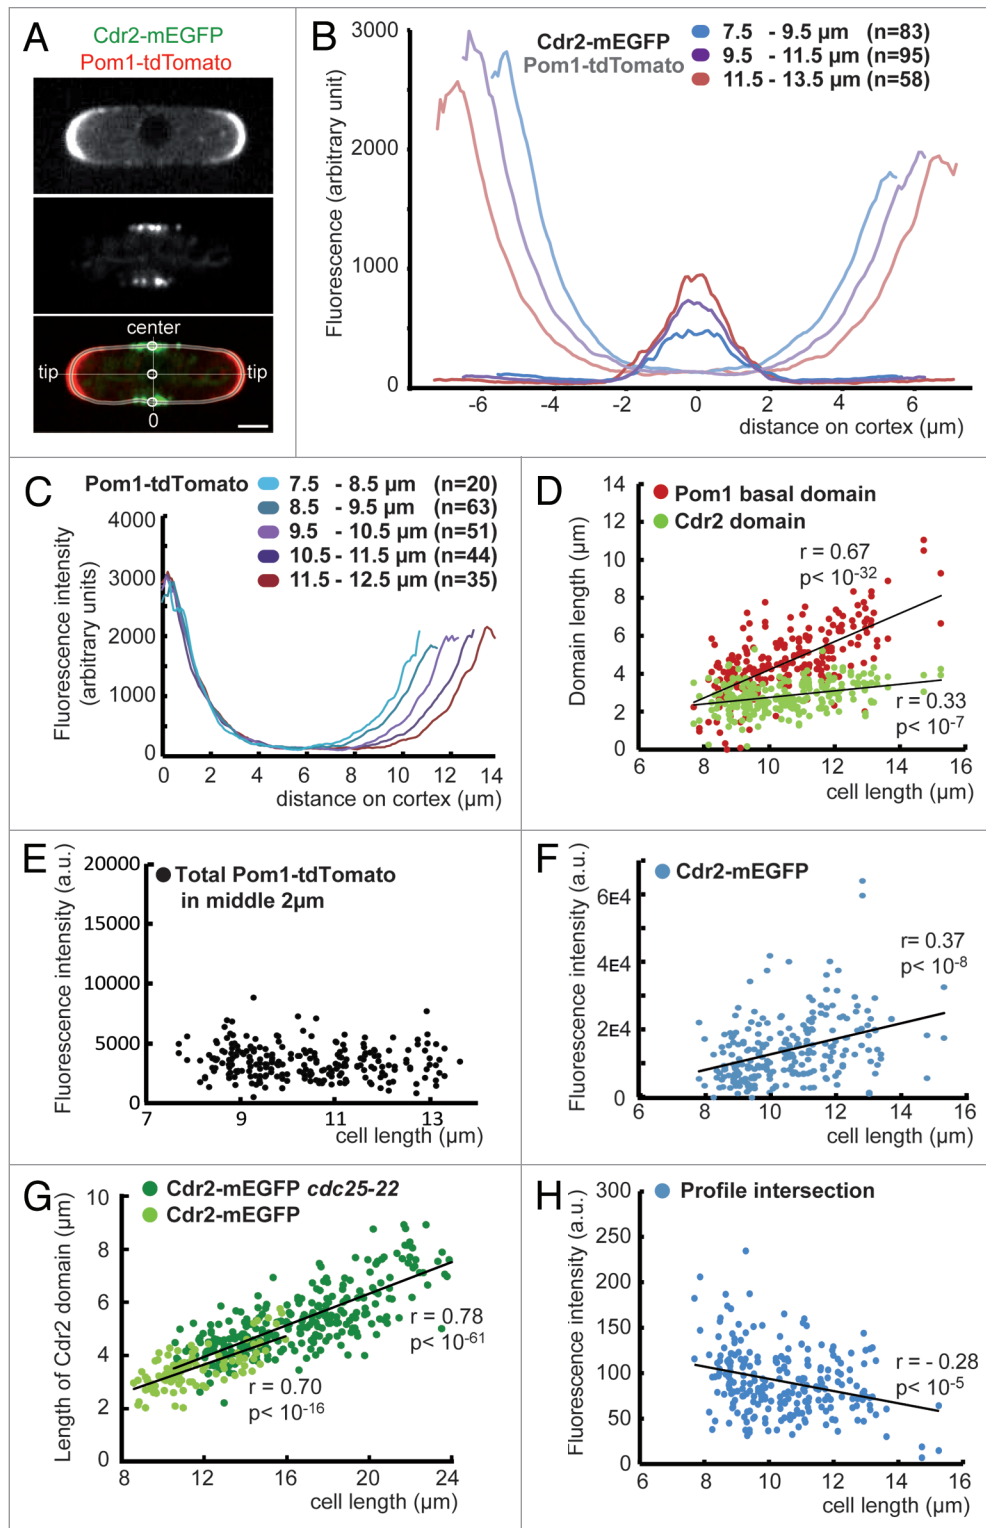 A
Cdr2-mEGFP
Pom1-tdTomato
center
tip
tip
0
B
Cdr2-mEGFP
Pom1-tdTomato
7.5 - 9.5 µm (n=83)
9.5 - 11.5 µm (n=95)
11.5 - 13.5 µm (n=58)
Fluorescence (arbitrary unit)
3000
2000
1000
0
-6 -4 -2 0 2 4 6
distance on cortex (µm)
C
Pom1-tdTomato
7.5 - 8.5 µm (n=20)
8.5 - 9.5 µm (n=63)
9.5 - 10.5 µm (n=51)
10.5 - 11.5 µm (n=44)
11.5 - 12.5 µm (n=35)
Fluorescence intensity
(arbitrary units)
4000
3000
2000
1000
0
0 2 4 6 8 10 12 14
distance on cortex (µm)
D
Pom1 basal domain
Cdr2 domain
r = 0.67
p< 10-32
r = 0.33
p< 10-7
Domain length (µm)
14
12
10
8
6
4
2
0
6 8 10 12 14 16
cell length (µm)
E
Total Pom1-tdTomato
in middle 2µm
Fluorescence intensity (a.u.)
20000
15000
10000
5000
0
7 9 11 13
cell length (µm)
F
Cdr2-mEGFP
r= 0.37
p< 10-8
Fluorescence intensity (a.u.)
6E4
4E4
2E4
0
6 8 10 12 14 16
cell length (µm)
G
Cdr2-mEGFP cdc25-22
Cdr2-mEGFP
r = 0.78
p< 10-61
r = 0.70
p< 10-16
Length of Cdr2 domain (µm)
10
8
6
4
2
0
8 12 16 20 24
cell length (µm)
H
Profile intersection
r = - 0.28
p< 10-5
Fluorescence intensity (a.u.)
300
250
200
150
100
50
0
6 8 10 12 14 16
cell length (µm)